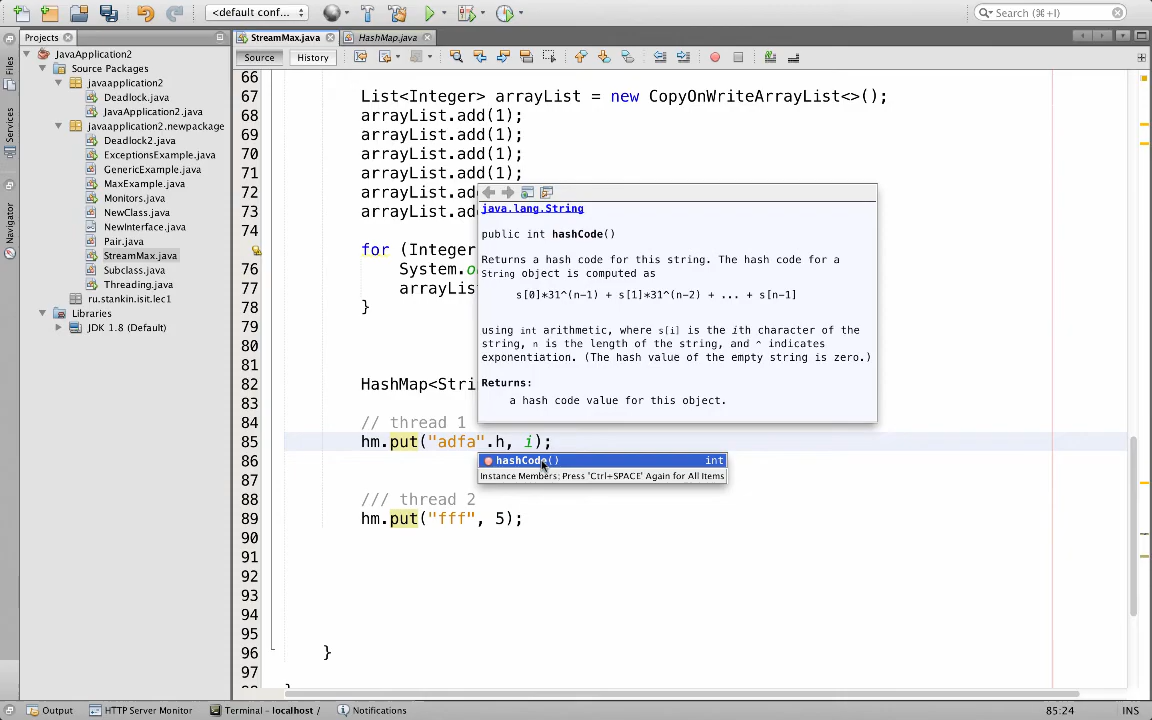 <default conf...
Search (⌘+I)
Projects
StreamMax.java
HashMap.java
Source
History
Files
Services
Navigator
JavaApplication2
Source Packages
javaapplication2
Deadlock.java
JavaApplication2.java
javaapplication2.newpackage
Deadlock2.java
ExceptionsExample.java
GenericExample.java
MaxExample.java
Monitors.java
NewClass.java
NewInterface.java
Pair.java
StreamMax.java
Subclass.java
Threading.java
ru.stankin.isit.lec1
Libraries
JDK 1.8 (Default)
66
67 List<Integer> arrayList = new CopyOnWriteArrayList<>();
68 arrayList.add(1);
69 arrayList.add(1);
70 arrayList.add(1);
71 arrayList.add(1);
72 arrayList.ad
73 arrayList.ad
74
for (Integer
76 System.o
77 arrayLis
78 }
79
80
81
82 HashMap<Stri
83
84 // thread 1
85 hm.put("adfa".h, i);
86
88 /// thread 2
89 hm.put("fff", 5);
90
91
92
93
94
95
96 }
97
java.lang.String
public int hashCode()
Returns a hash code for this string. The hash code for a
String object is computed as
s[0]*31^(n-1) + s[1]*31^(n-2) + ... + s[n-1]
using int arithmetic, where s[i] is the ith character of the
string, n is the length of the string, and ^ indicates
exponentiation. (The hash value of the empty string is zero.)
Returns:
a hash code value for this object.
hashCode() int
Instance Members; Press 'Ctrl+SPACE' Again for All Items
Output
HTTP Server Monitor
Terminal - localhost /
Notifications
85:24
INS